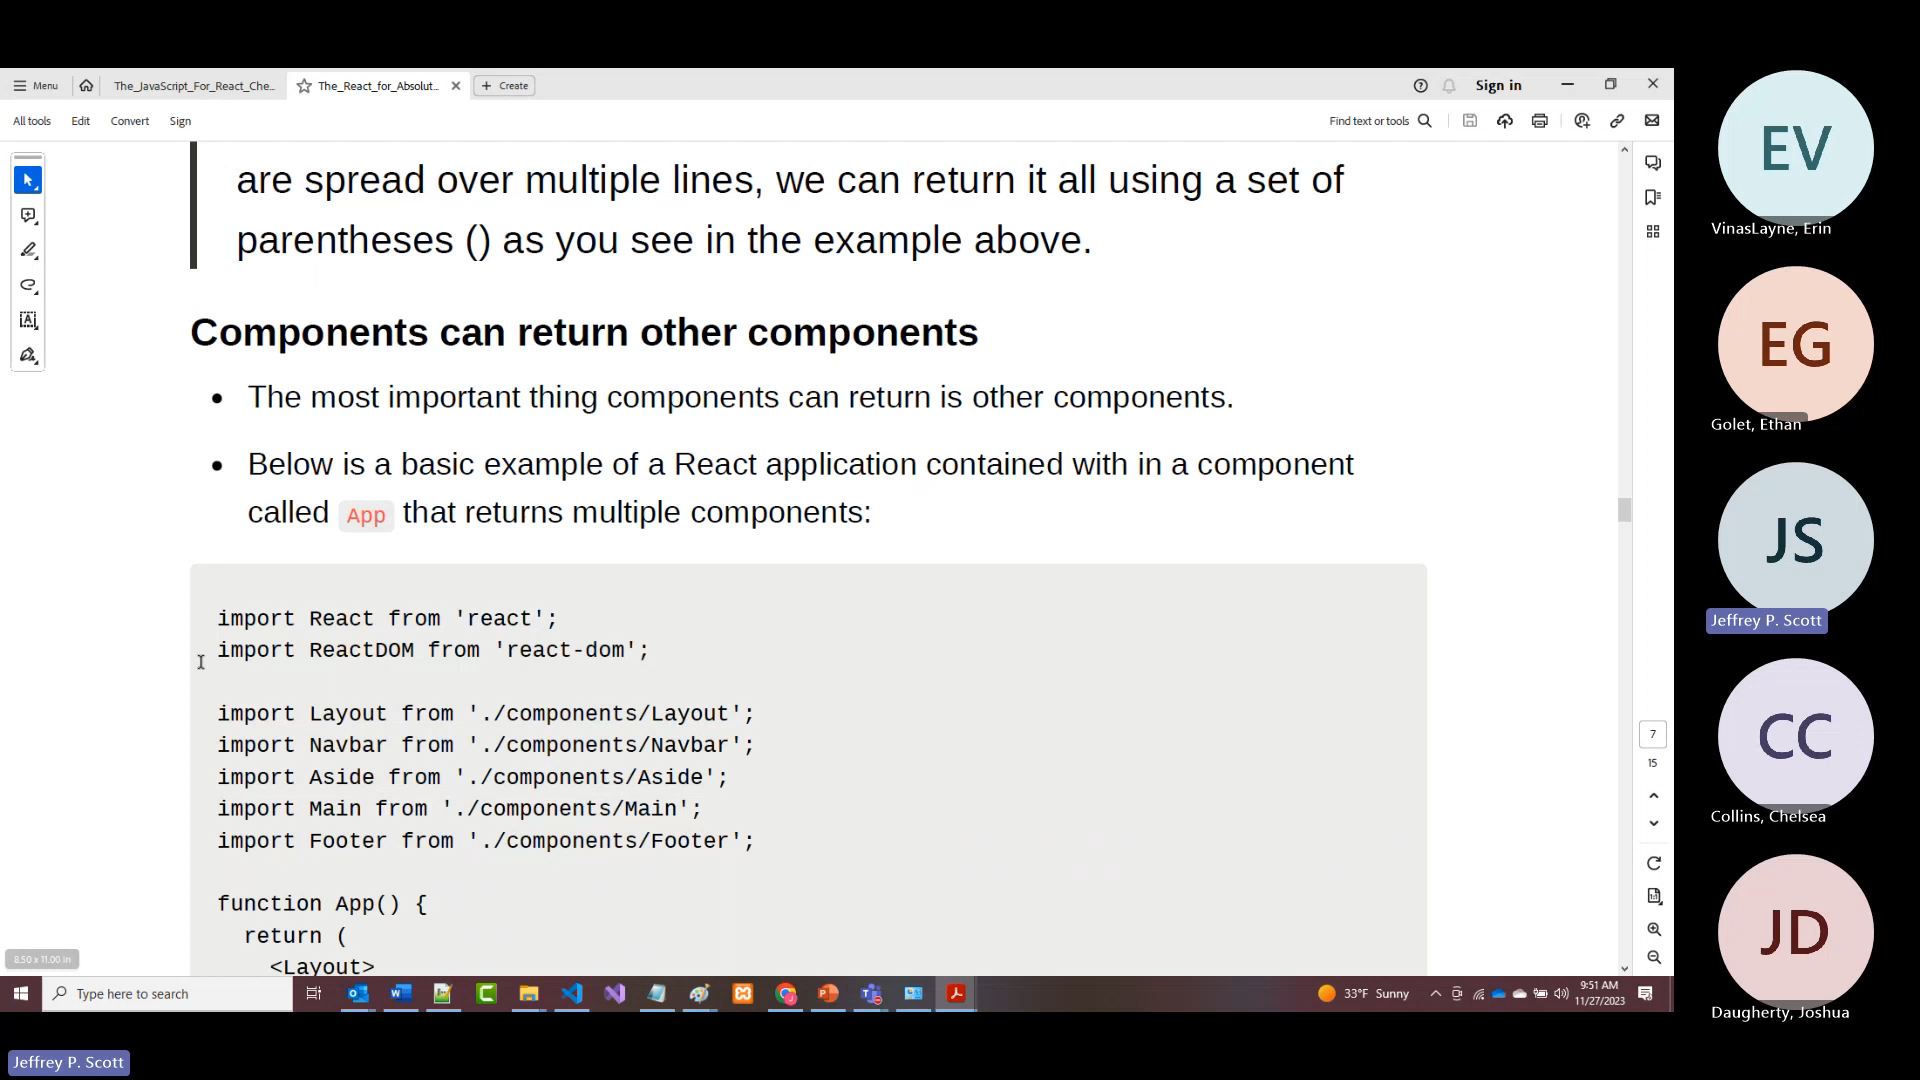 Menu
The_JavaScript_For_React_Che...
The_React_for_Absolut...
Create
Sign in
All tools
Edit
Convert
Sign
Find text or tools
are spread over multiple lines, we can return it all using a set of
parentheses () as you see in the example above.
Components can return other components
• The most important thing components can return is other components.
• Below is a basic example of a React application contained with in a component
called App that returns multiple components:
import React from 'react';
import ReactDOM from 'react-dom';
import Layout from './components/Layout';
import Navbar from './components/Navbar';
import Aside from './components/Aside';
import Main from './components/Main';
import Footer from './components/Footer';
function App() {
return (
<Layout>
7
15
8.50 x 11.00 in
Type here to search
33°F Sunny
9:51 AM
11/27/2023
EV
VinasLayne, Erin
EG
Golet, Ethan
JS
Jeffrey P. Scott
CC
Collins, Chelsea
JD
Daugherty, Joshua
Jeffrey P. Scott